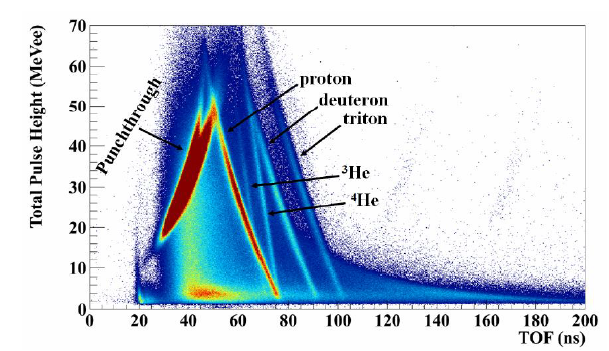 Total Pulse Height (MeVee)
70
60
50
40
30
20
10
0
Punchthrough
proton
deuteron
triton
³He
⁴He
0 20 40 60 80 100 120 140 160 180 200
TOF (ns)